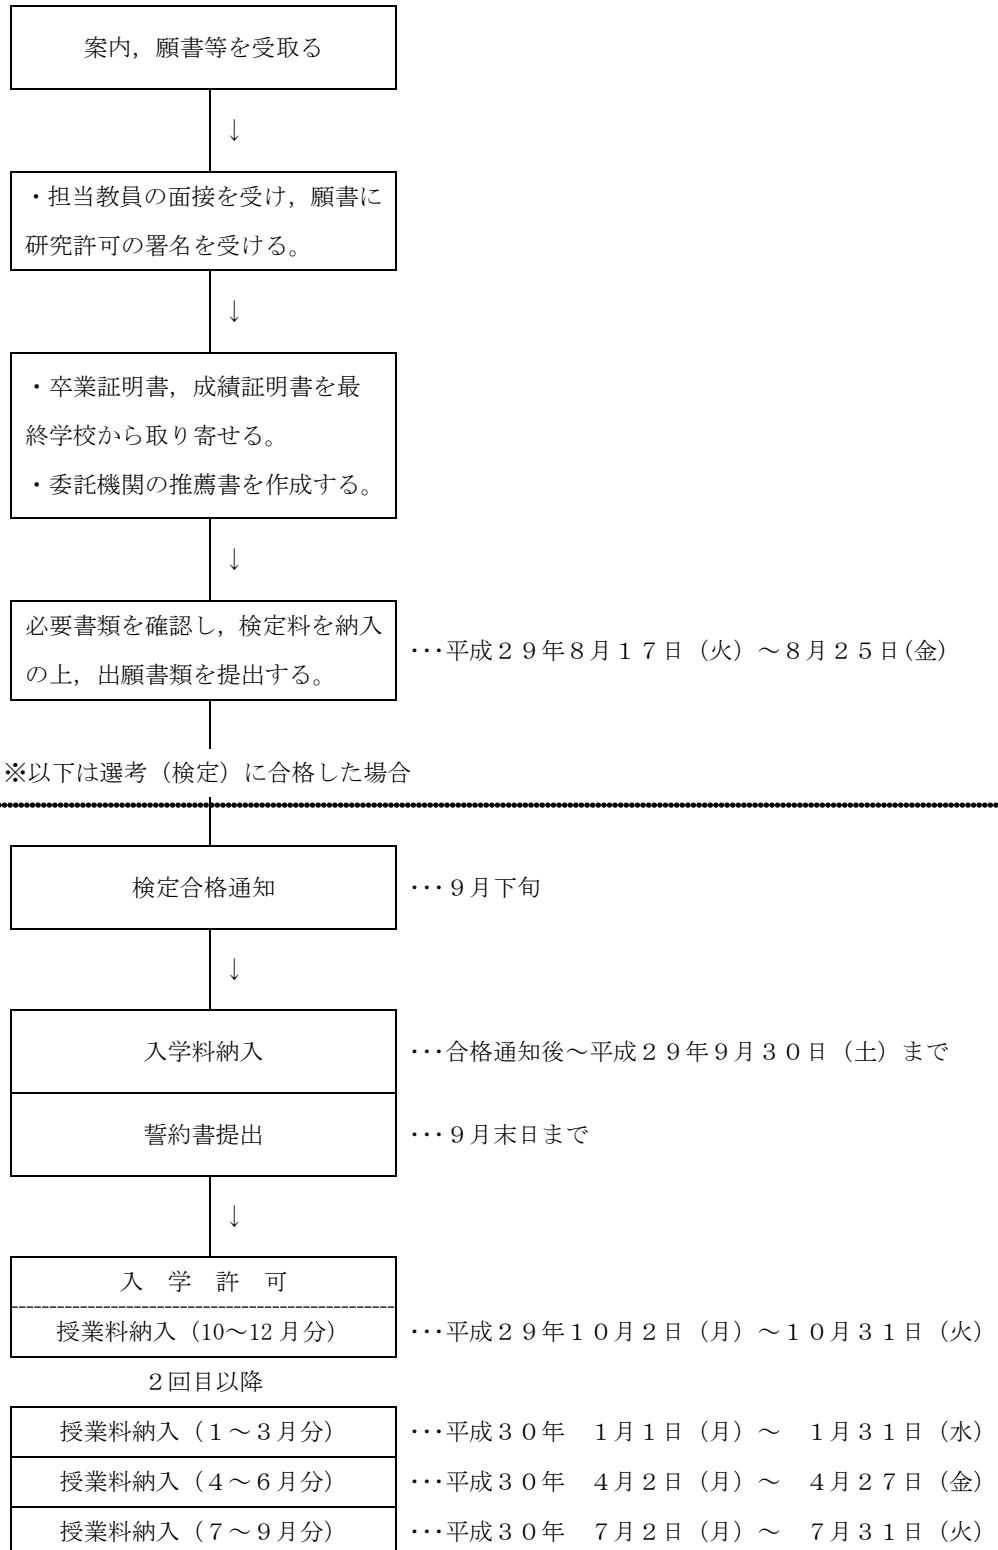 案内，願書等を受取る
↓
・担当教員の面接を受け，願書に
研究許可の署名を受ける。
↓
・卒業証明書，成績証明書を最
終学校から取り寄せる。
・委託機関の推薦書を作成する。
↓
必要書類を確認し，検定料を納入
の上，出願書類を提出する。
･･･平成２９年８月１７日（火）～８月２５日(金)
※以下は選考（検定）に合格した場合
検定合格通知 ･･･９月下旬
↓
入学料納入 ･･･合格通知後～平成２９年９月３０日（土）まで
誓約書提出 ･･･９月末日まで
↓
入　学　許　可
授業料納入（10～12 月分） ･･･平成２９年１０月２日（月）～１０月３１日（火）
２回目以降
授業料納入（１～３月分） ･･･平成３０年　１月１日（月）～　１月３１日（水）
授業料納入（４～６月分） ･･･平成３０年　４月２日（月）～　４月２７日（金）
授業料納入（７～９月分） ･･･平成３０年　７月２日（月）～　７月３１日（火）